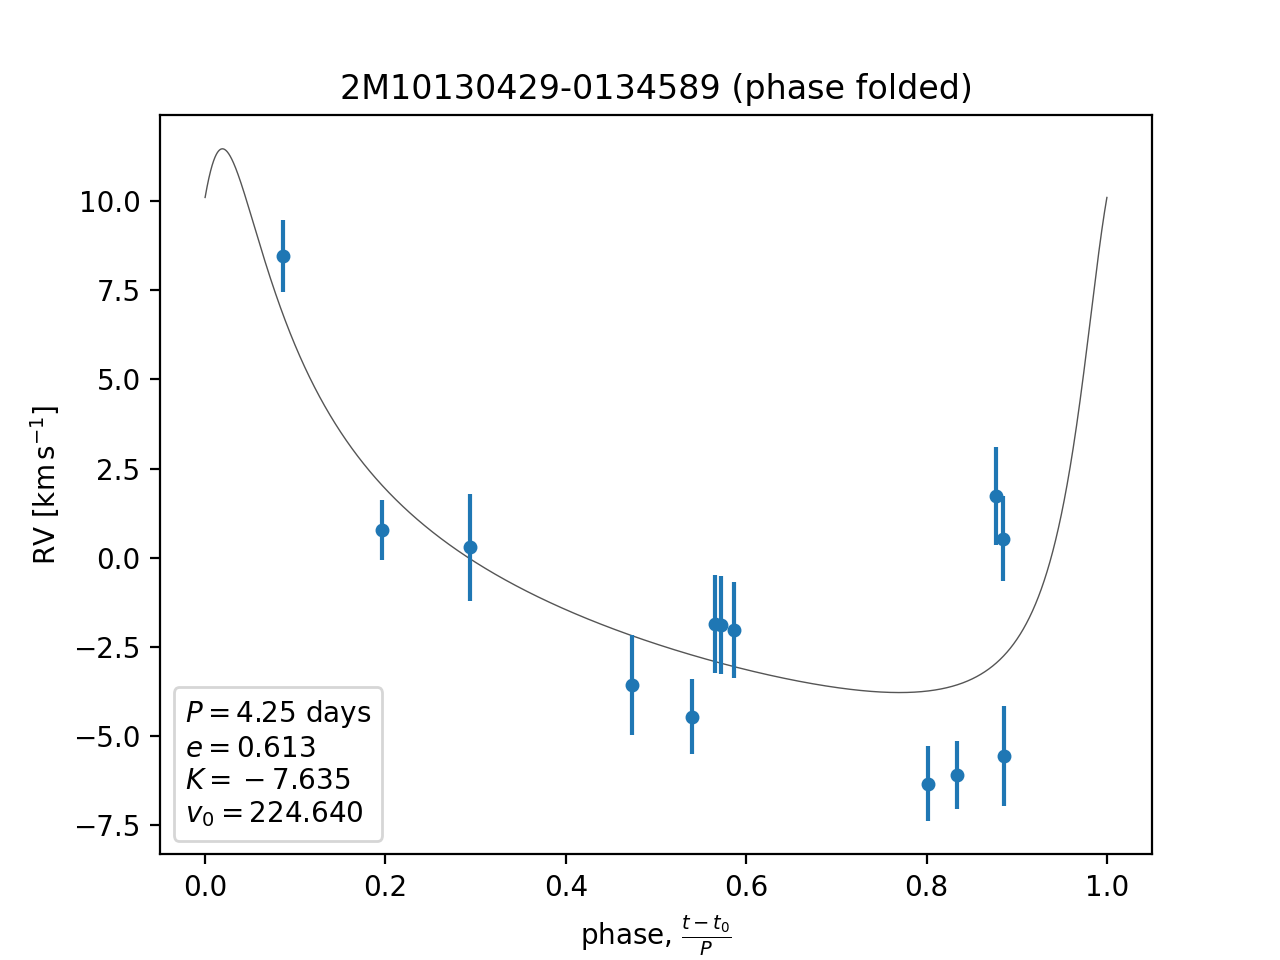 2M10130429-0134589 (phase folded)
RV [km s⁻¹]
10.0
7.5
5.0
2.5
0.0
−2.5
−5.0
−7.5
P = 4.25 days
e = 0.613
K = −7.635
v₀ = 224.640
0.0 0.2 0.4 0.6 0.8 1.0
phase, (t − t₀)/P